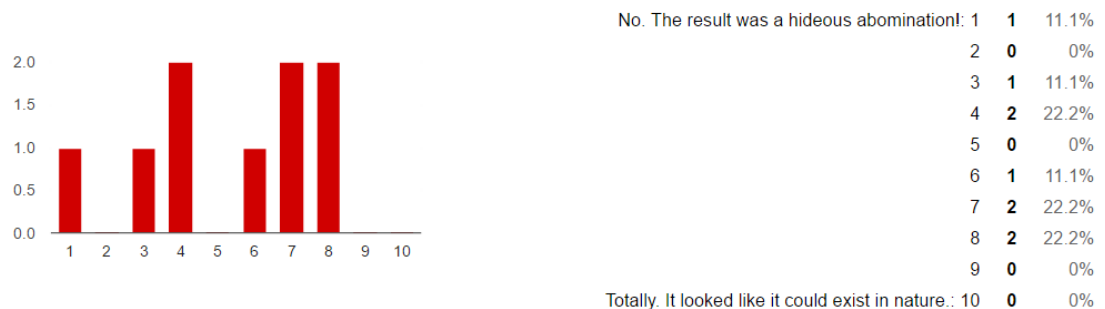 2.0
1.5
1.0
0.5
0.0
1 2 3 4 5 6 7 8 9 10
No. The result was a hideous abomination!: 1 1 11.1%
2 0 0%
3 1 11.1%
4 2 22.2%
5 0 0%
6 1 11.1%
7 2 22.2%
8 2 22.2%
9 0 0%
Totally. It looked like it could exist in nature.: 10 0 0%